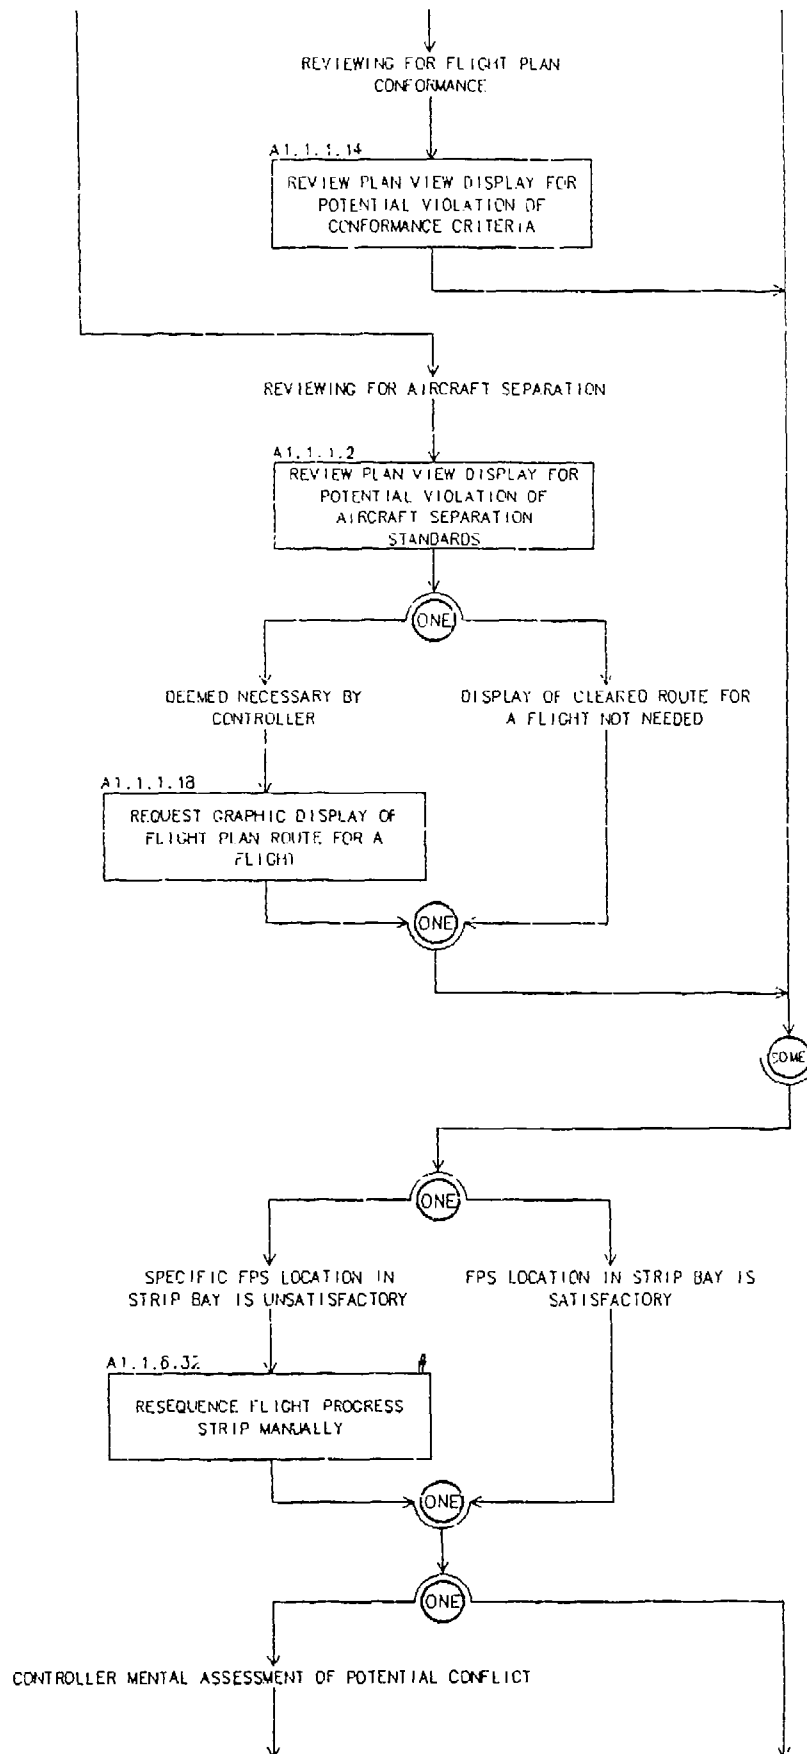 REVIEWING FOR FLIGHT PLAN
CONFORMANCE
A1.1.1.14
REVIEW PLAN VIEW DISPLAY FOR
POTENTIAL VIOLATION OF
CONFORMANCE CRITERIA
REVIEWING FOR AIRCRAFT SEPARATION
A1.1.1.2
REVIEW PLAN VIEW DISPLAY FOR
POTENTIAL VIOLATION OF
AIRCRAFT SEPARATION
STANDARDS
ONE
DEEMED NECESSARY BY
CONTROLLER
DISPLAY OF CLEARED ROUTE FOR
A FLIGHT NOT NEEDED
A1.1.1.18
REQUEST GRAPHIC DISPLAY OF
FLIGHT PLAN ROUTE FOR A
FLIGHT
ONE
SOME
ONE
SPECIFIC FPS LOCATION IN
STRIP BAY IS UNSATISFACTORY
FPS LOCATION IN STRIP BAY IS
SATISFACTORY
A1.1.6.32
RESEQUENCE FLIGHT PROGRESS
STRIP MANUALLY
ONE
ONE
CONTROLLER MENTAL ASSESSMENT OF POTENTIAL CONFLICT